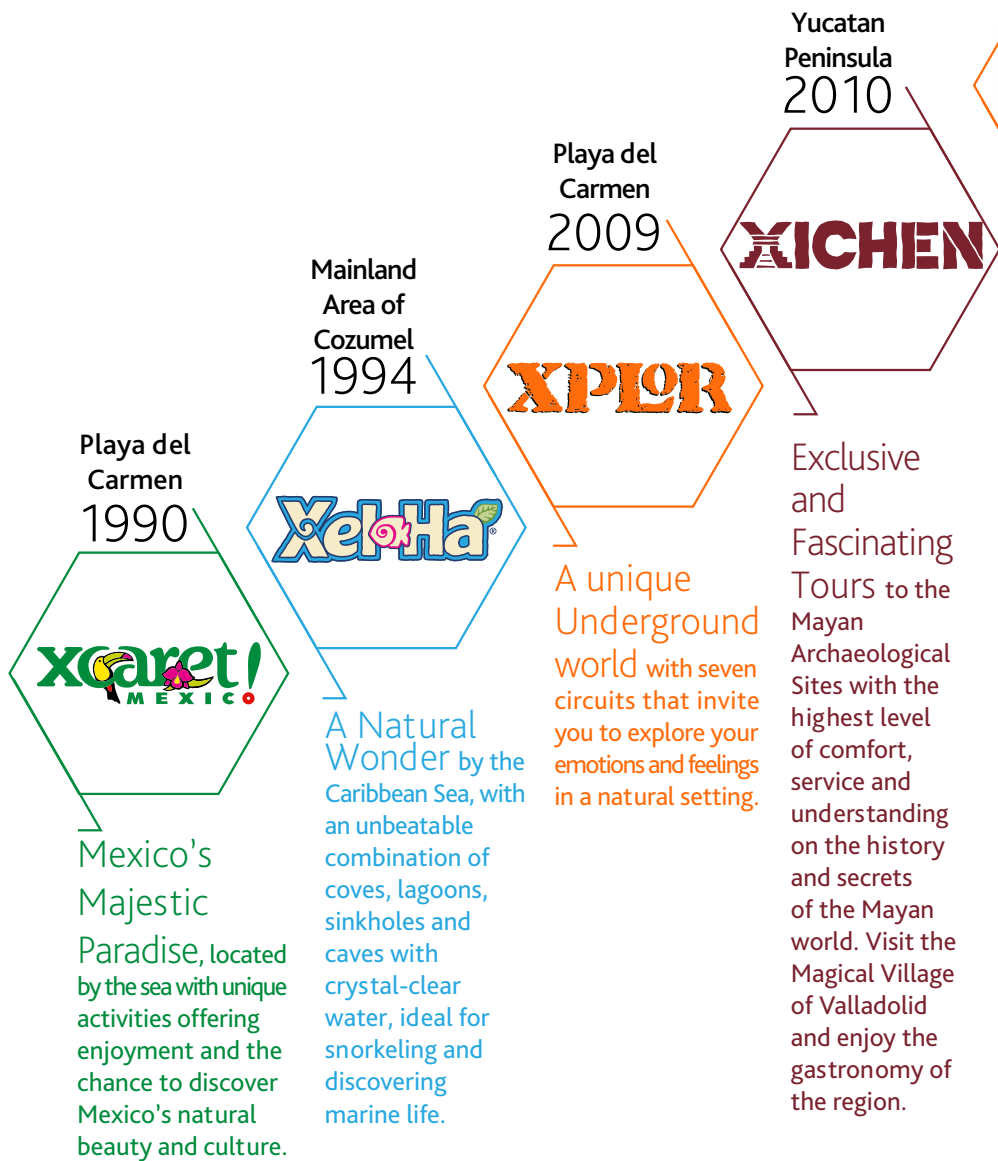 Playa del
Carmen
1990
xcaret!
MEXICO
Mexico's
Majestic
Paradise, located
by the sea with unique
activities offering
enjoyment and the
chance to discover
Mexico's natural
beauty and culture.
Mainland
Area of
Cozumel
1994
Xel-Ha®
A Natural
Wonder by the
Caribbean Sea, with
an unbeatable
combination of
coves, lagoons,
sinkholes and
caves with
crystal-clear
water, ideal for
snorkeling and
discovering
marine life.
Playa del
Carmen
2009
XPLOR
A unique
Underground
world with seven
circuits that invite
you to explore your
emotions and feelings
in a natural setting.
Yucatan
Peninsula
2010
XICHEN
Exclusive
and
Fascinating
Tours to the
Mayan
Archaeological
Sites with the
highest level
of comfort,
service and
understanding
on the history
and secrets
of the Mayan
world. Visit the
Magical Village
of Valladolid
and enjoy the
gastronomy of
the region.